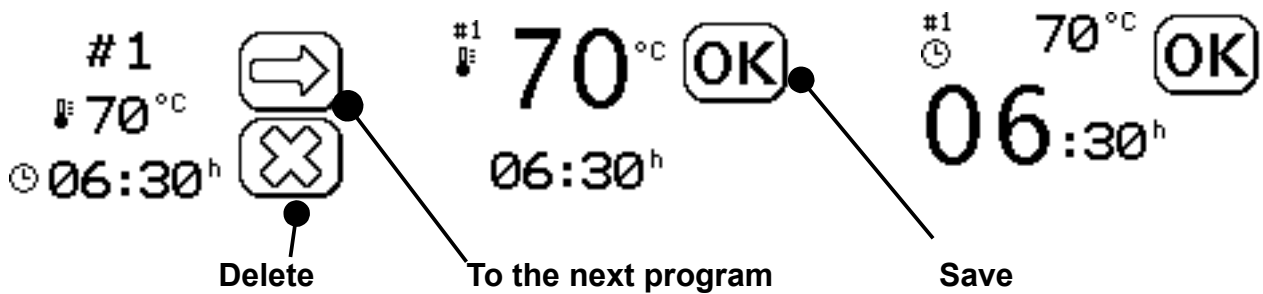 #1
70°C
06:30h
#1
70°C
OK
06:30h
#1
70°C
OK
06:30h
Delete
To the next program
Save